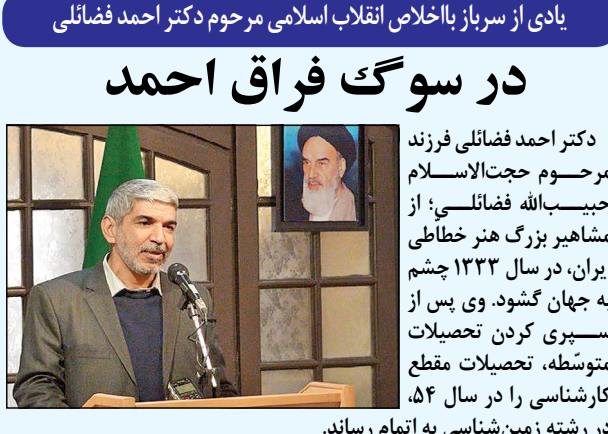 یادی از سرباز بااخلاص انقلاب اسلامی مرحوم دکتر احمد فضائلی
در سوگ فراق احمد
دکتر احمد فضائلی فرزند
مرحوم حجت‌الاسلام
حبیب‌الله فضائلی؛ از
مشاهیر بزرگ هنر خطاطی
ایران، در سال ۱۳۳۳ چشم
به جهان گشود. وی پس از
سپری کردن تحصیلات
متوسّطه، تحصیلات مقطع
کارشناسی را در سال ۵۴،
در رشته زمین‌شناسی به اتمام رساند.